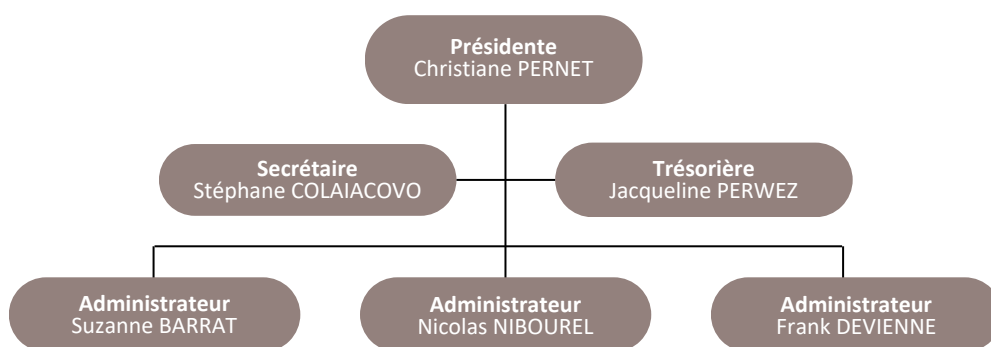 Présidente
Christiane PERNET
Secrétaire
Stéphane COLAIACOVO
Trésorière
Jacqueline PERWEZ
Administrateur
Suzanne BARRAT
Administrateur
Nicolas NIBOUREL
Administrateur
Frank DEVIENNE